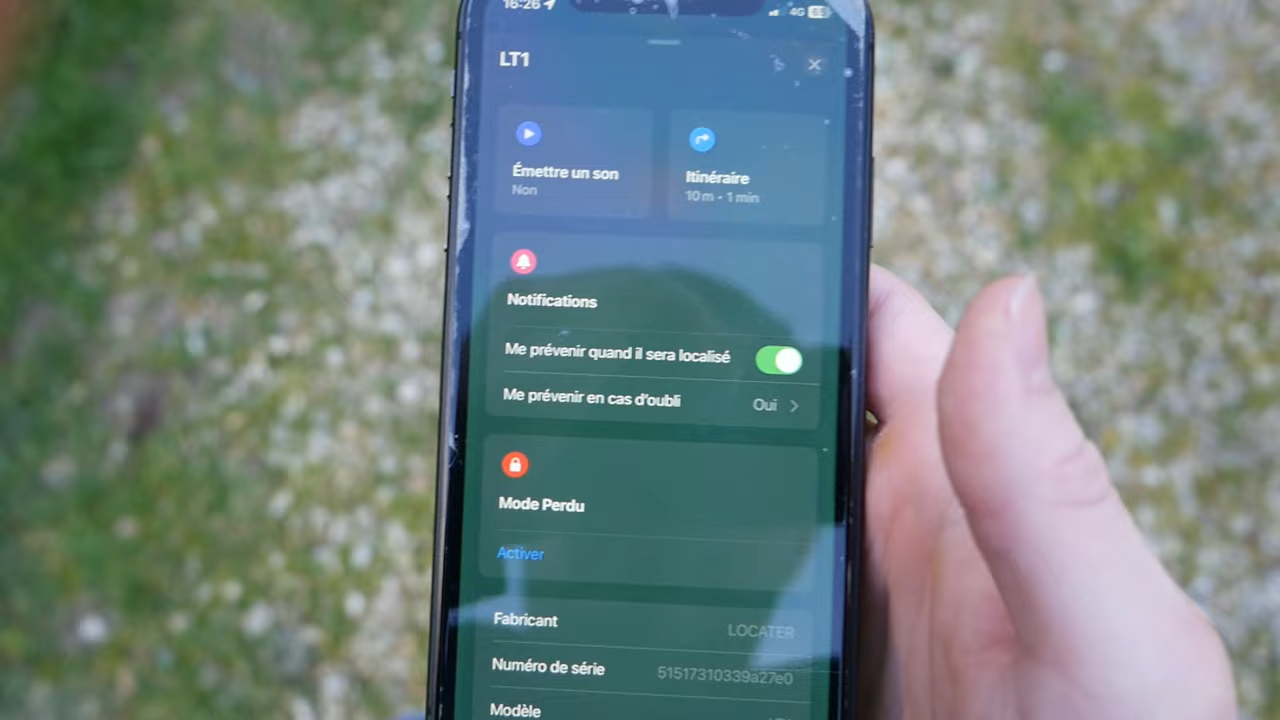 16:26
4G
LT1
Émettre un son
Non
Itinéraire
10 m • 1 min
Notifications
Me prévenir quand il sera localisé
Me prévenir en cas d'oubli
Oui
Mode Perdu
Activer
Fabricant
LOCATER
Numéro de série
51517310339a27e0
Modèle